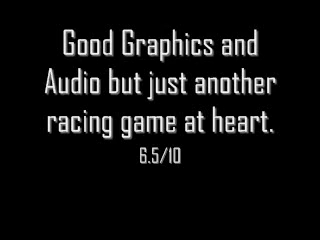 Good Graphics and
Audio but just another
racing game at heart.
6.5/10